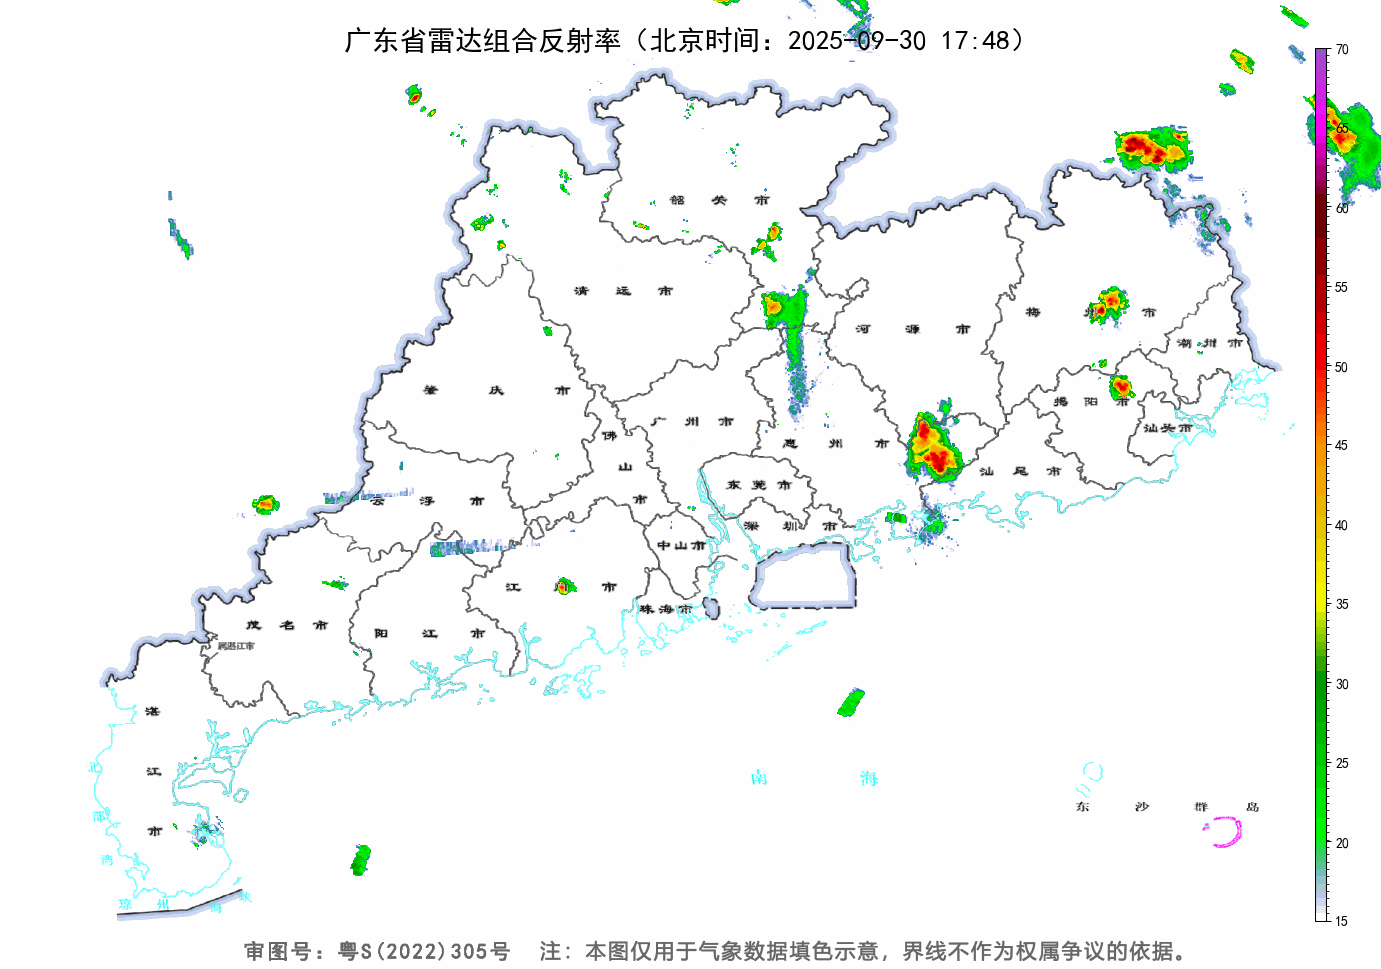 广东省雷达组合反射率（北京时间：2025-09-30 17:48）
70
65
60
55
50
45
40
35
30
25
20
15
韶关市
清远市
河源市
梅州市
潮州市
肇庆市
广州市
惠州市
揭阳市
汕头市
佛山市
东莞市
汕尾市
云浮市
深圳市
中山市
江门市
珠海市
茂名市
阳江市
属湛江市
湛江市
北部湾
琼州海峡
南海
东沙群岛
审图号：粤S(2022)305号 注：本图仅用于气象数据填色示意，界线不作为权属争议的依据。